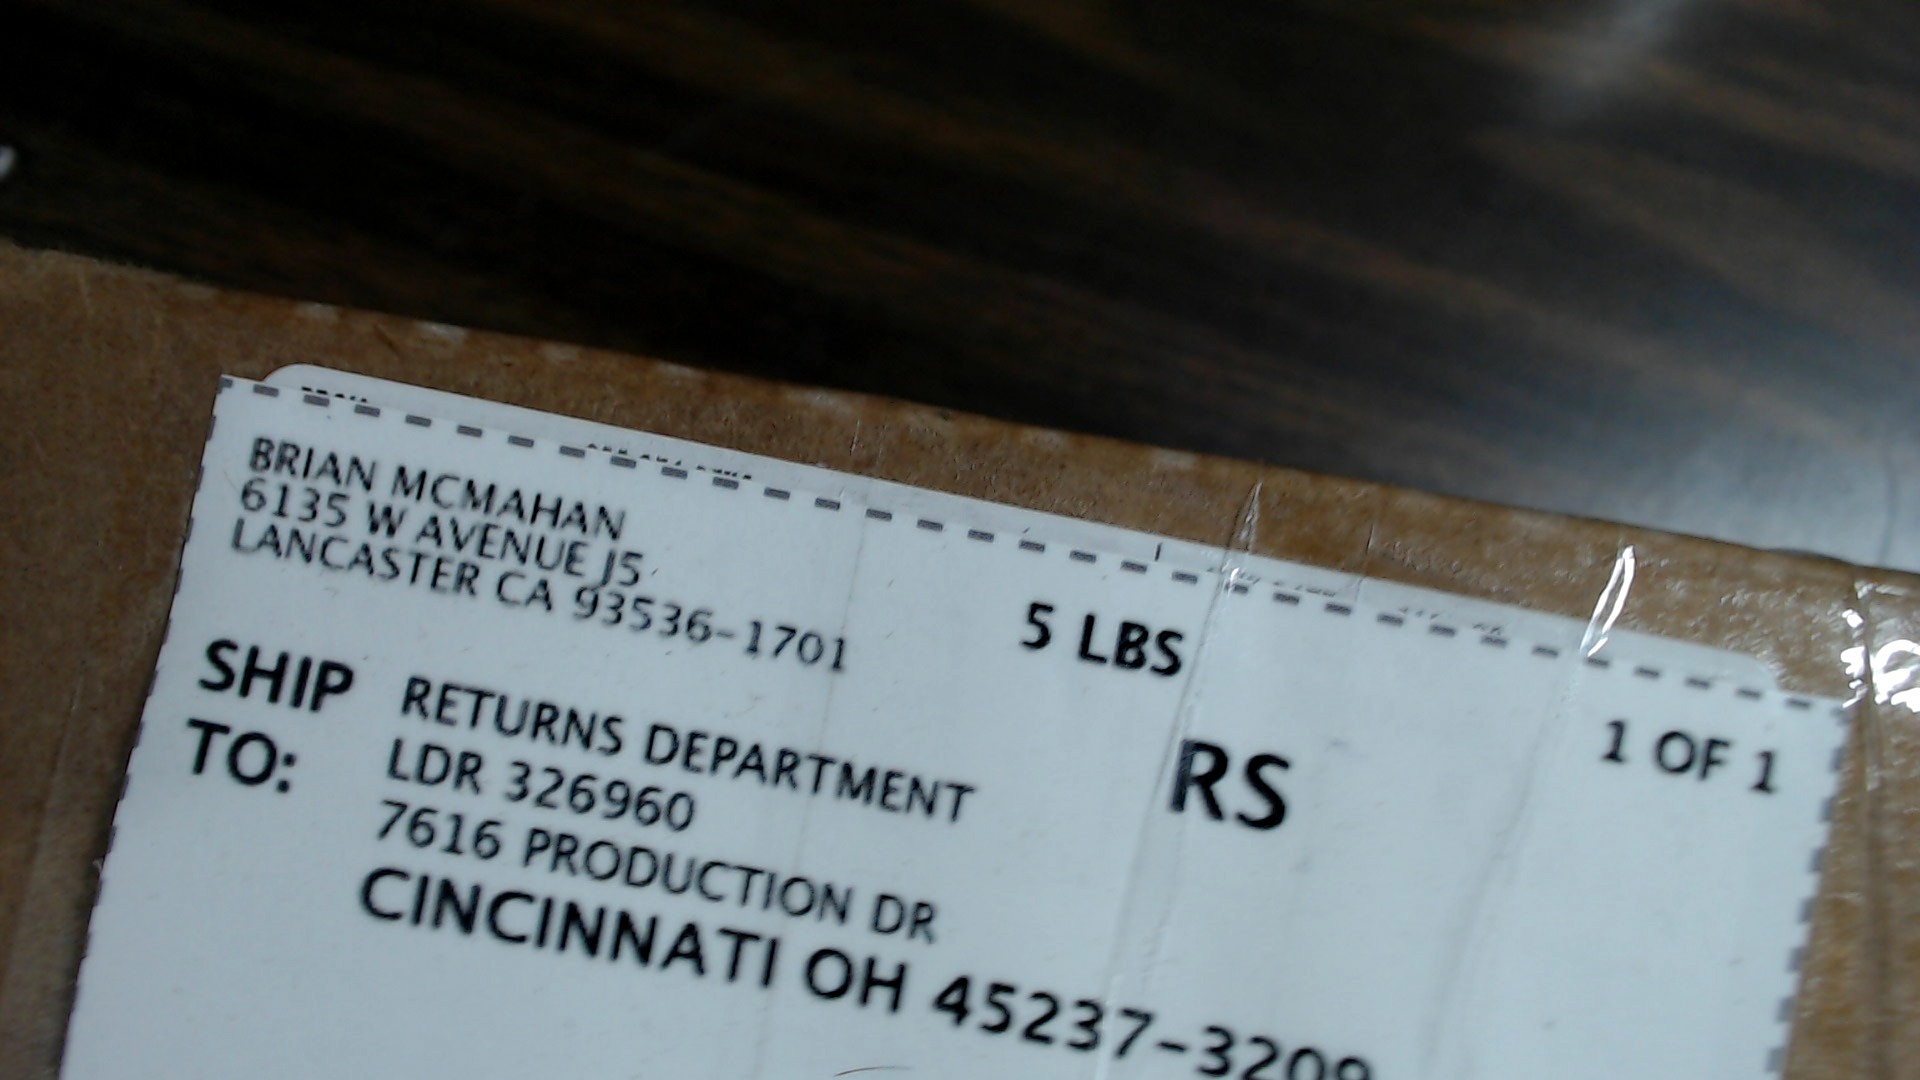 BRIAN MCMAHAN
6135 W AVENUE J5
LANCASTER CA 93536-1701
5 LBS
1 OF 1
SHIP TO:
RETURNS DEPARTMENT
LDR 326960
7616 PRODUCTION DR
CINCINNATI OH 45237-3209
RS